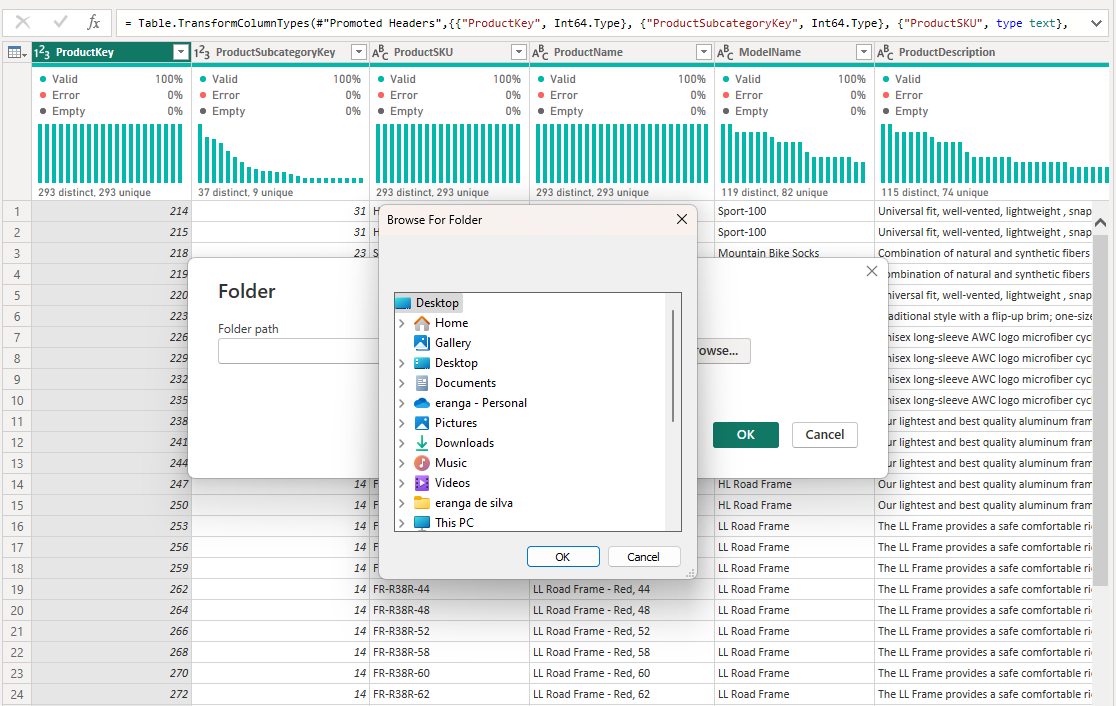 fx = Table.TransformColumnTypes(#"Promoted Headers",{{"ProductKey", Int64.Type}, {"ProductSubcategoryKey", Int64.Type}, {"ProductSKU", type text},
123 ProductKey 123 ProductSubcategoryKey ABC ProductSKU ABC ProductName ABC ModelName ABC ProductDescription
Valid 100% Valid 100% Valid 100% Valid 100% Valid 100% Valid
Error 0% Error 0% Error 0% Error 0% Error 0% Error
Empty 0% Empty 0% Empty 0% Empty 0% Empty 0% Empty
293 distinct, 293 unique 37 distinct, 9 unique 293 distinct, 293 unique 293 distinct, 293 unique 119 distinct, 82 unique 115 distinct, 74 unique
1 214 31 Sport-100 Universal fit, well-vented, lightweight , snap
2 215 31 Sport-100 Universal fit, well-vented, lightweight , snap
3 218 23 Mountain Bike Socks Combination of natural and synthetic fibers
4 219 ombination of natural and synthetic fibers
5 220 niversal fit, well-vented, lightweight , snap
6 223 aditional style with a flip-up brim; one-size
7 226 nisex long-sleeve AWC logo microfiber cycl
8 229 nisex long-sleeve AWC logo microfiber cycl
9 232 nisex long-sleeve AWC logo microfiber cycl
10 235 nisex long-sleeve AWC logo microfiber cycl
11 238 ur lightest and best quality aluminum fram
12 241 ur lightest and best quality aluminum fram
13 244 ur lightest and best quality aluminum fram
14 247 14 HL Road Frame Our lightest and best quality aluminum fram
15 250 14 HL Road Frame Our lightest and best quality aluminum fram
16 253 14 LL Road Frame The LL Frame provides a safe comfortable ri
17 256 14 LL Road Frame The LL Frame provides a safe comfortable ri
18 259 14 LL Road Frame The LL Frame provides a safe comfortable ri
19 262 14 FR-R38R-44 LL Road Frame - Red, 44 LL Road Frame The LL Frame provides a safe comfortable ri
20 264 14 FR-R38R-48 LL Road Frame - Red, 48 LL Road Frame The LL Frame provides a safe comfortable ri
21 266 14 FR-R38R-52 LL Road Frame - Red, 52 LL Road Frame The LL Frame provides a safe comfortable ri
22 268 14 FR-R38R-58 LL Road Frame - Red, 58 LL Road Frame The LL Frame provides a safe comfortable ri
23 270 14 FR-R38R-60 LL Road Frame - Red, 60 LL Road Frame The LL Frame provides a safe comfortable ri
24 272 14 FR-R38R-62 LL Road Frame - Red, 62 LL Road Frame The LL Frame provides a safe comfortable ri
Folder
Folder path
owse...
OK Cancel
Browse For Folder
Desktop
Home
Gallery
Desktop
Documents
eranga - Personal
Pictures
Downloads
Music
Videos
eranga de silva
This PC
OK Cancel